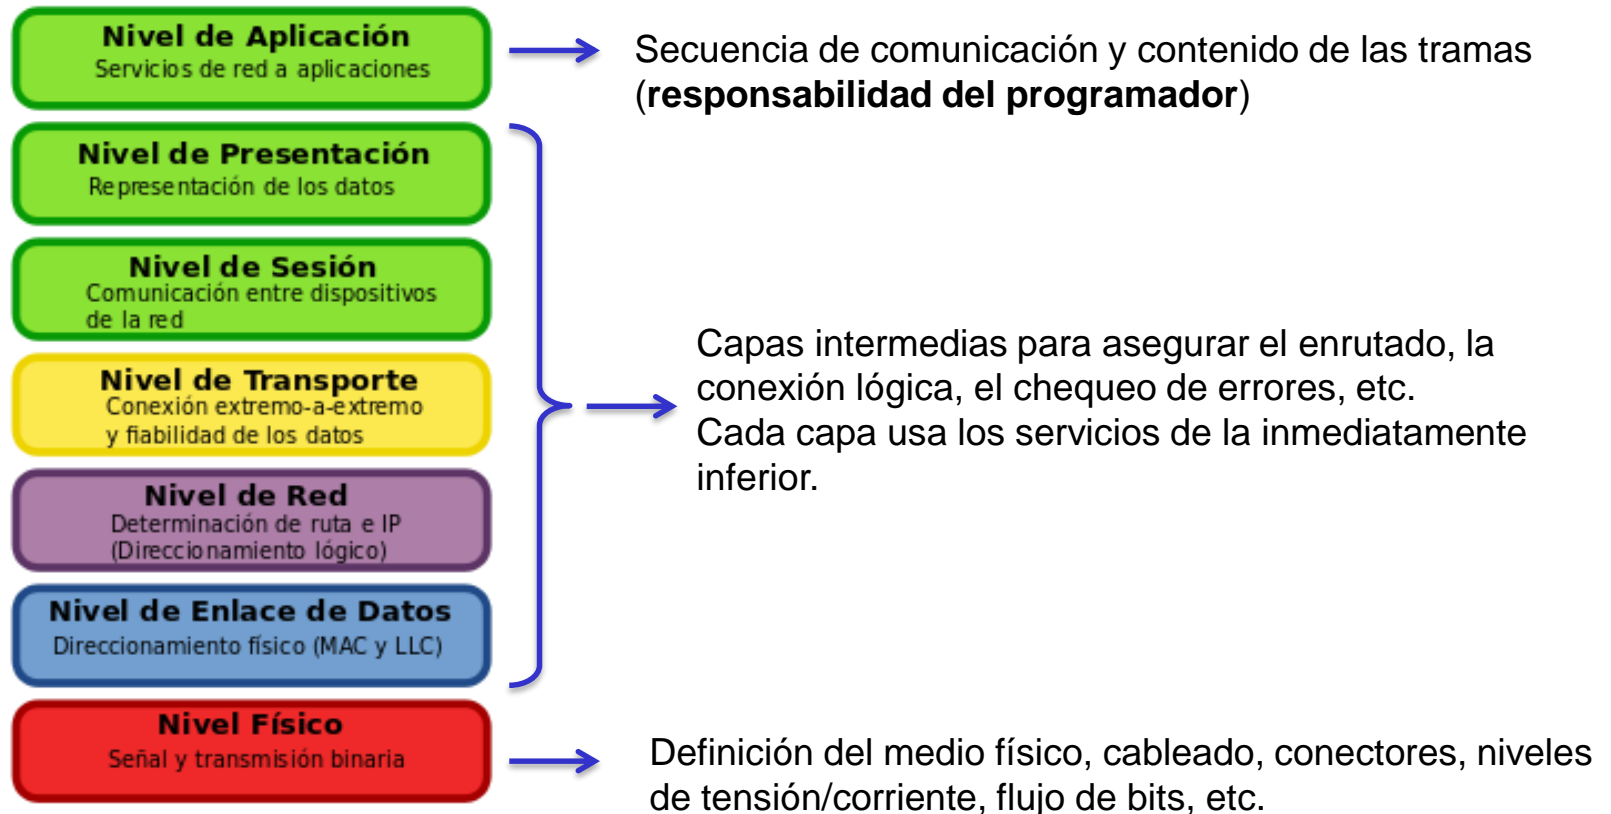 Nivel de Aplicación
Servicios de red a aplicaciones
Secuencia de comunicación y contenido de las tramas
(responsabilidad del programador)
Nivel de Presentación
Representación de los datos
Nivel de Sesión
Comunicación entre dispositivos
de la red
Nivel de Transporte
Conexión extremo-a-extremo
y fiabilidad de los datos
Capas intermedias para asegurar el enrutado, la
conexión lógica, el chequeo de errores, etc.
Cada capa usa los servicios de la inmediatamente
inferior.
Nivel de Red
Determinación de ruta e IP
(Direccionamiento lógico)
Nivel de Enlace de Datos
Direccionamiento físico (MAC y LLC)
Nivel Físico
Señal y transmisión binaria
Definición del medio físico, cableado, conectores, niveles
de tensión/corriente, flujo de bits, etc.